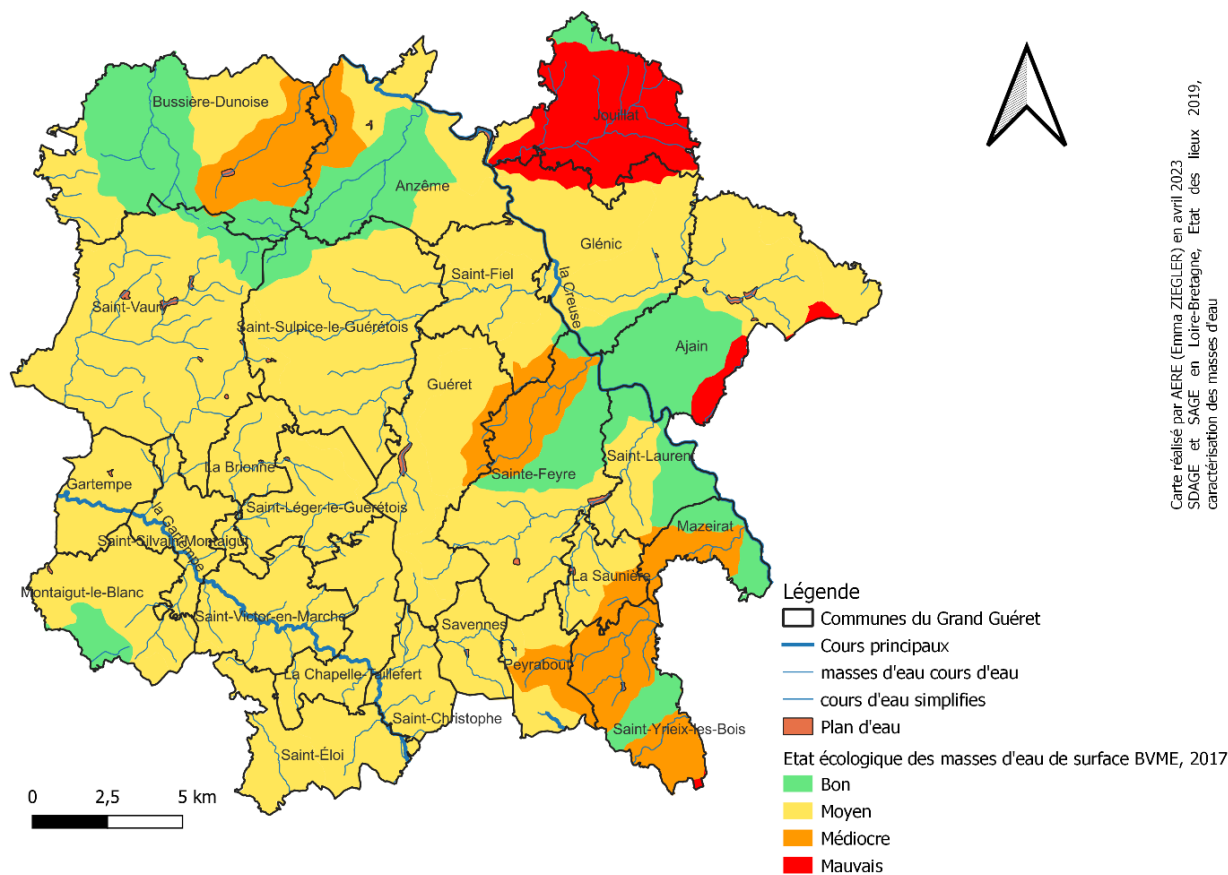 Bussière-Dunoise
Jouillat
Anzême
Glénic
Saint-Fiel
la Creuse
Saint-Vaury
Saint-Sulpice-le-Guérétois
Ajain
Guéret
Saint-Laurent
Sainte-Feyre
La Brionne
Gartempe
Saint-Léger-le-Guérétois
la Gartempe
Mazeirat
Saint-Silvain-Montaigut
La Saunière
Montaigut-le-Blanc
Saint-Victor-en-Marche
Savennes
Peyrabout
La Chapelle-Taillefert
Saint-Christophe
Saint-Yrieix-les-Bois
Saint-Éloi
0 2,5 5 km
Carte réalisé par AERE (Emma ZIEGLER) en avril 2023
SDAGE et SAGE en Loire-Bretagne, Etat des lieux 2019,
caractérisation des masses d'eau
Légende
Communes du Grand Guéret
Cours principaux
masses d'eau cours d'eau
cours d'eau simplifies
Plan d'eau
Etat écologique des masses d'eau de surface BVME, 2017
Bon
Moyen
Médiocre
Mauvais